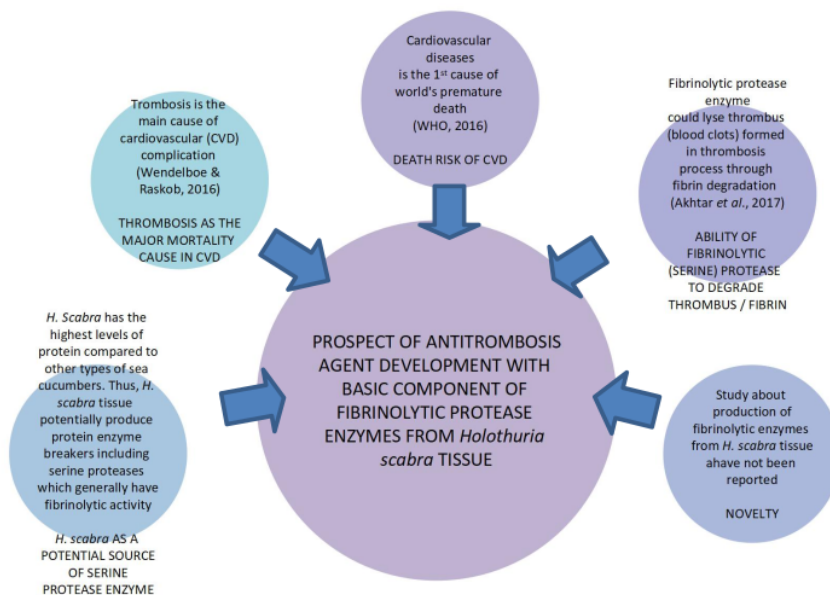 Cardiovascular
diseases
is the 1st cause of
world's premature
death
(WHO, 2016)
DEATH RISK OF CVD
Trombosis is the
main cause of
cardiovascular (CVD)
complication
(Wendelboe &
Raskob, 2016)
THROMBOSIS AS THE
MAJOR MORTALITY
CAUSE IN CVD
Fibrinolytic protease
enzyme
could lyse thrombus
(blood clots) formed
in thrombosis
process through
fibrin degradation
(Akhtar et al., 2017)
ABILITY OF
FIBRINOLYTIC
(SERINE) PROTEASE
TO DEGRADE
THROMBUS / FIBRIN
H. Scabra has the
highest levels of
protein compared to
other types of sea
cucumbers. Thus, H.
scabra tissue
potentially produce
protein enzyme
breakers including
serine proteases
which generally have
fibrinolytic activity
H. scabra AS A
POTENTIAL SOURCE
OF SERINE
PROTEASE ENZYME
PROSPECT OF ANTITROMBOSIS
AGENT DEVELOPMENT WITH
BASIC COMPONENT OF
FIBRINOLYTIC PROTEASE
ENZYMES FROM Holothuria
scabra TISSUE
Study about
production of
fibrinolytic enzymes
from H. scabra tissue
ahave not been
reported
NOVELTY